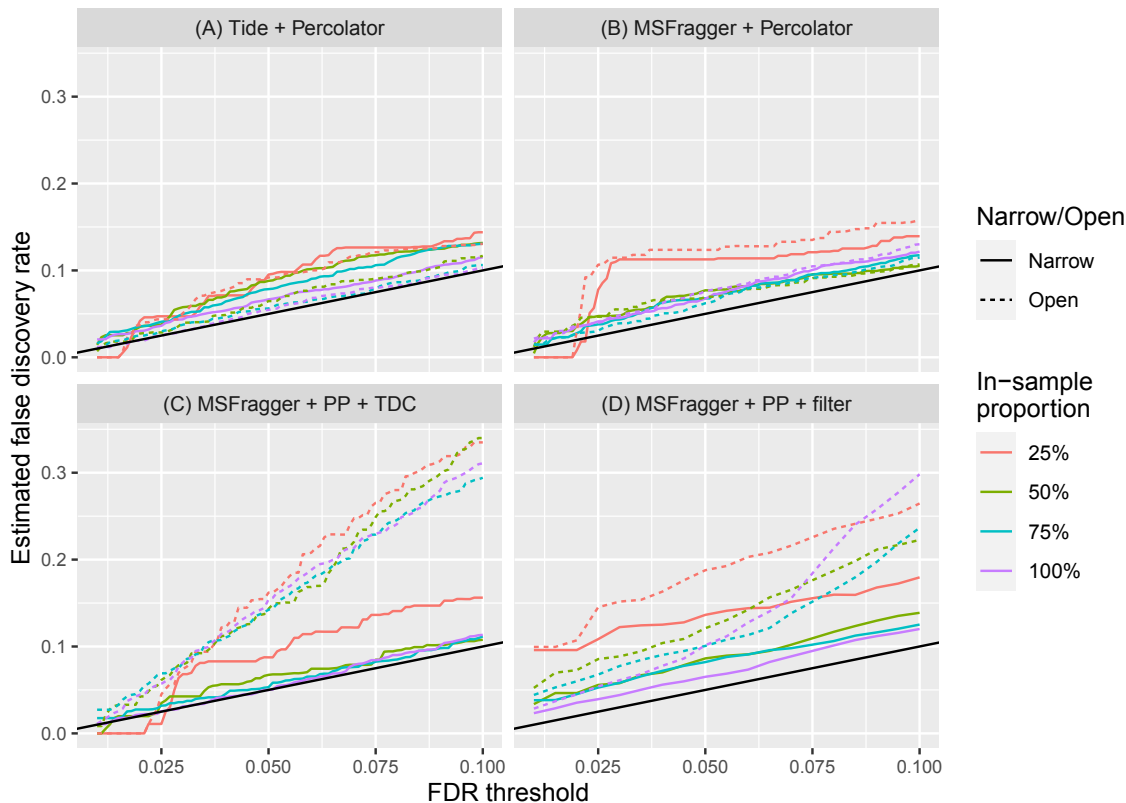 (A) Tide + Percolator
(B) MSFragger + Percolator
0.3
0.2
0.1
0.0
(C) MSFragger + PP + TDC
(D) MSFragger + PP + filter
0.3
0.2
0.1
0.0
0.025
0.050
0.075
0.100
0.025
0.050
0.075
0.100
FDR threshold
Estimated false discovery rate
Narrow/Open
Narrow
Open
In−sample
proportion
25%
50%
75%
100%